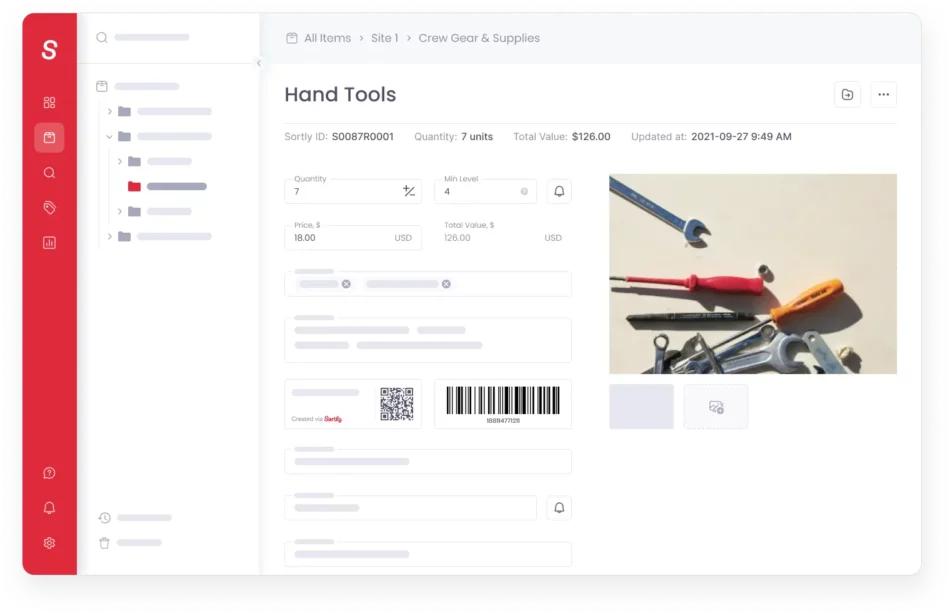 S
All Items > Site 1 > Crew Gear & Supplies
Hand Tools
Sortly ID: S0087R0001 Quantity: 7 units Total Value: $126.00 Updated at: 2021-09-27 9:49 AM
Quantity
7
Min Level
4
Price, $
18.00 USD
Total Value, $
126.00 USD
Created via Sortly